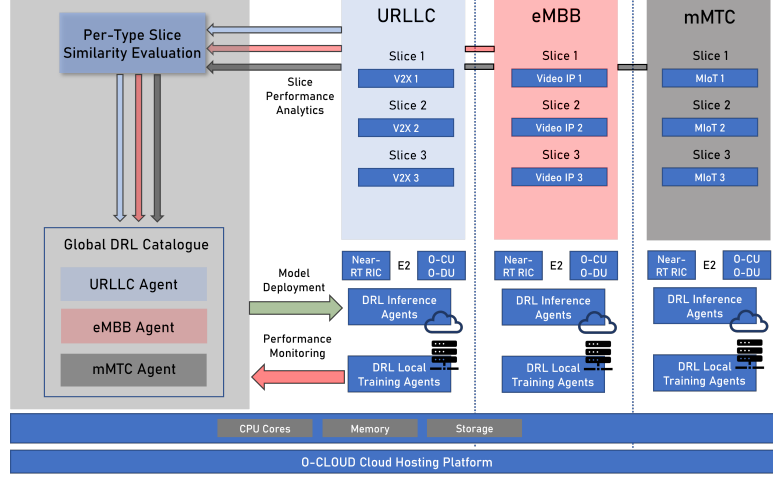 Per-Type Slice
Similarity Evaluation
Slice
Performance
Analytics
URLLC
Slice 1
V2X 1
Slice 2
V2X 2
Slice 3
V2X 3
eMBB
Slice 1
Video IP 1
Slice 2
Video IP 2
Slice 3
Video IP 3
mMTC
Slice 1
MIoT 1
Slice 2
MIoT 2
Slice 3
MIoT 3
Global DRL Catalogue
URLLC Agent
eMBB Agent
mMTC Agent
Model
Deployment
Performance
Monitoring
Near-
RT RIC
E2
O-CU
O-DU
DRL Inference
Agents
DRL Local
Training Agents
Near-
RT RIC
E2
O-CU
O-DU
DRL Inference
Agents
DRL Local
Training Agents
Near-
RT RIC
E2
O-CU
O-DU
DRL Inference
Agents
DRL Local
Training Agents
CPU Cores
Memory
Storage
O-CLOUD Cloud Hosting Platform